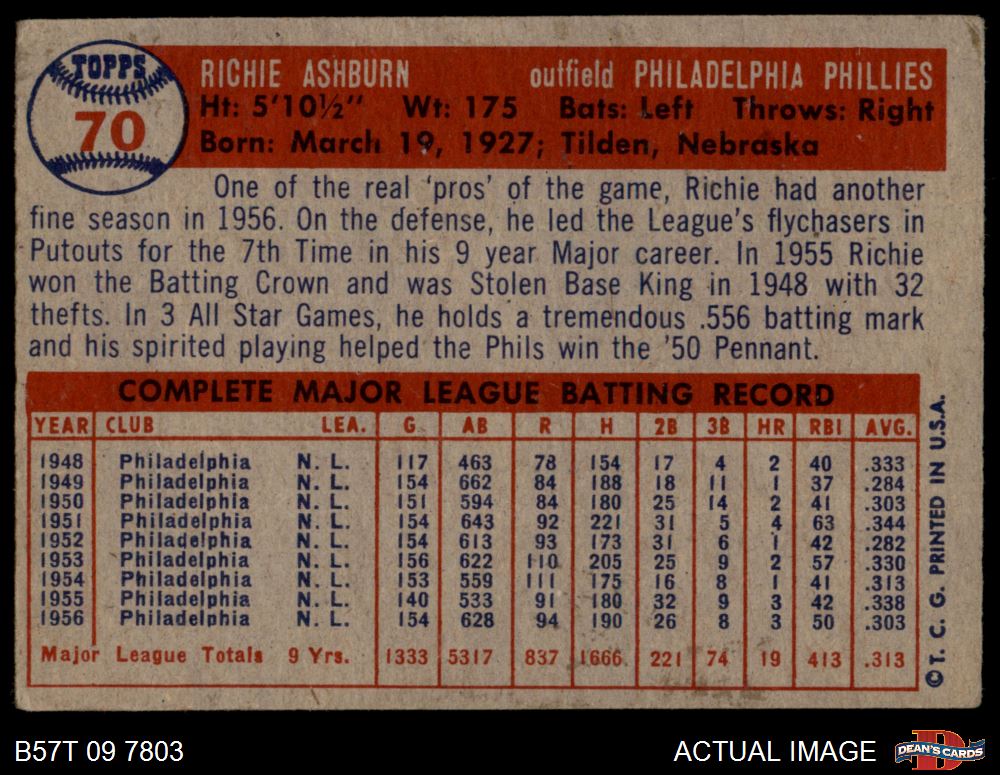 TOPPS
70
RICHIE ASHBURN outfield PHILADELPHIA PHILLIES
Ht: 5'10½" Wt: 175 Bats: Left Throws: Right
Born: March 19, 1927; Tilden, Nebraska
One of the real 'pros' of the game, Richie had another
fine season in 1956. On the defense, he led the League's flychasers in
Putouts for the 7th Time in his 9 year Major career. In 1955 Richie
won the Batting Crown and was Stolen Base King in 1948 with 32
thefts. In 3 All Star Games, he holds a tremendous .556 batting mark
and his spirited playing helped the Phils win the '50 Pennant.
COMPLETE MAJOR LEAGUE BATTING RECORD
YEAR CLUB LEA. G AB R H 2B 3B HR RBI AVG.
1948 Philadelphia N. L. 117 463 78 154 17 4 2 40 .333
1949 Philadelphia N. L. 154 662 84 188 18 11 1 37 .284
1950 Philadelphia N. L. 151 594 84 180 25 14 2 41 .303
1951 Philadelphia N. L. 154 643 92 221 31 5 4 63 .344
1952 Philadelphia N. L. 154 613 93 173 31 6 1 42 .282
1953 Philadelphia N. L. 156 622 110 205 25 9 2 57 .330
1954 Philadelphia N. L. 153 559 111 175 16 8 1 41 .313
1955 Philadelphia N. L. 140 533 91 180 32 9 3 42 .338
1956 Philadelphia N. L. 154 628 94 190 26 8 3 50 .303
Major League Totals 9 Yrs. 1333 5317 837 1666 221 74 19 413 .313
©T. C. G. PRINTED IN U.S.A.
B57T 09 7803
ACTUAL IMAGE
DEAN'S CARDS